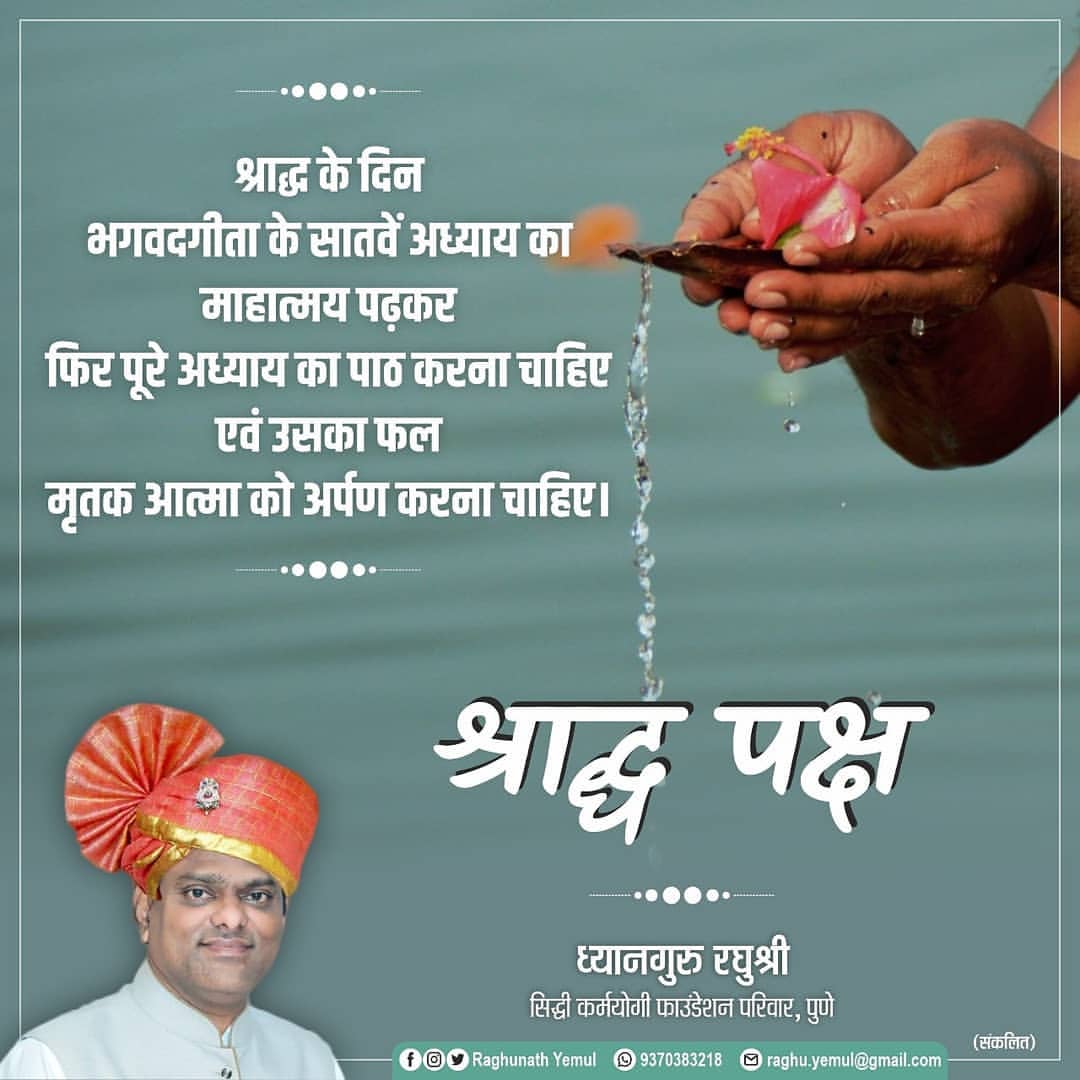 श्राद्ध के दिन
भगवदगीता के सातवें अध्याय का
माहात्मय पढ़कर
फिर पूरे अध्याय का पाठ करना चाहिए
एवं उसका फल
मृतक आत्मा को अर्पण करना चाहिए।
श्राद्ध पक्ष
ध्यानगुरु रघुश्री
सिद्धी कर्मयोगी फाउंडेशन परिवार, पुणे
(संकलित)
Raghunath Yemul 9370383218 raghu.yemul@gmail.com